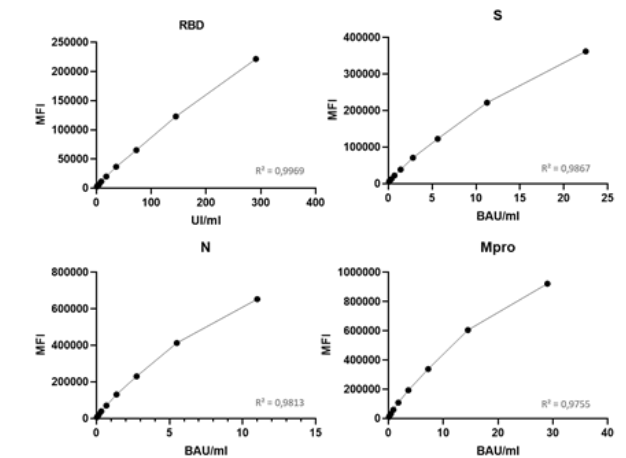 RBD
250000
200000
150000
100000
50000
0
MFI
0 100 200 300 400
UI/ml
R² = 0,9969
S
400000
300000
200000
100000
0
MFI
0 5 10 15 20 25
BAU/ml
R² = 0,9867
N
800000
600000
400000
200000
0
MFI
0 5 10 15
BAU/ml
R² = 0,9813
Mpro
1000000
800000
600000
400000
200000
0
MFI
0 10 20 30 40
BAU/ml
R² = 0,9755